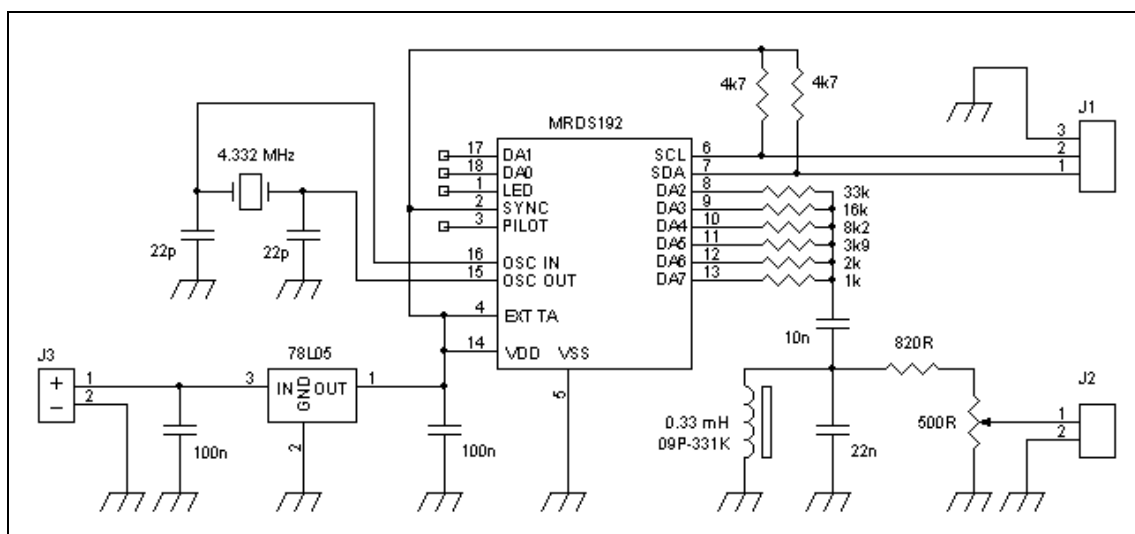 4k7
4k7
J1
MRDS192
3
2
1
4.332 MHz
22p
22p
17 DA1
18 DA0
1 LED
2 SYNC
3 PILOT
16 OSC IN
15 OSC OUT
4 EXT TA
14 VDD VSS
5
SCL 6
SDA 7
DA2 8 33k
DA3 9 16k
DA4 10 8k2
DA5 11 3k9
DA6 12 2k
DA7 13 1k
10n
820R
J3
+ 1
− 2
78L05
3 IN OUT 1
GND
2
100n
100n
0.33 mH
09P-331K
22n
500R
J2
1
2